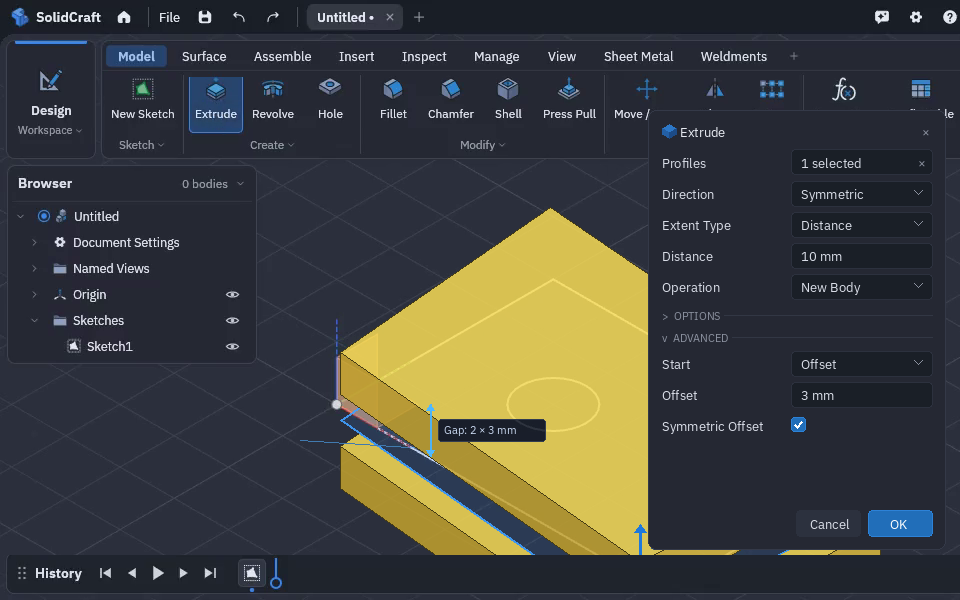 SolidCraft File Untitled •
Model Surface Assemble Insert Inspect Manage View Sheet Metal Weldments
Design
Workspace
New Sketch Extrude Revolve Hole Fillet Chamfer Shell Press Pull Move /
Sketch Create Modify
Browser 0 bodies
Untitled
Document Settings
Named Views
Origin
Sketches
Sketch1
Gap: 2 × 3 mm
Extrude
Profiles 1 selected
Direction Symmetric
Extent Type Distance
Distance 10 mm
Operation New Body
> OPTIONS
v ADVANCED
Start Offset
Offset 3 mm
Symmetric Offset
Cancel OK
History